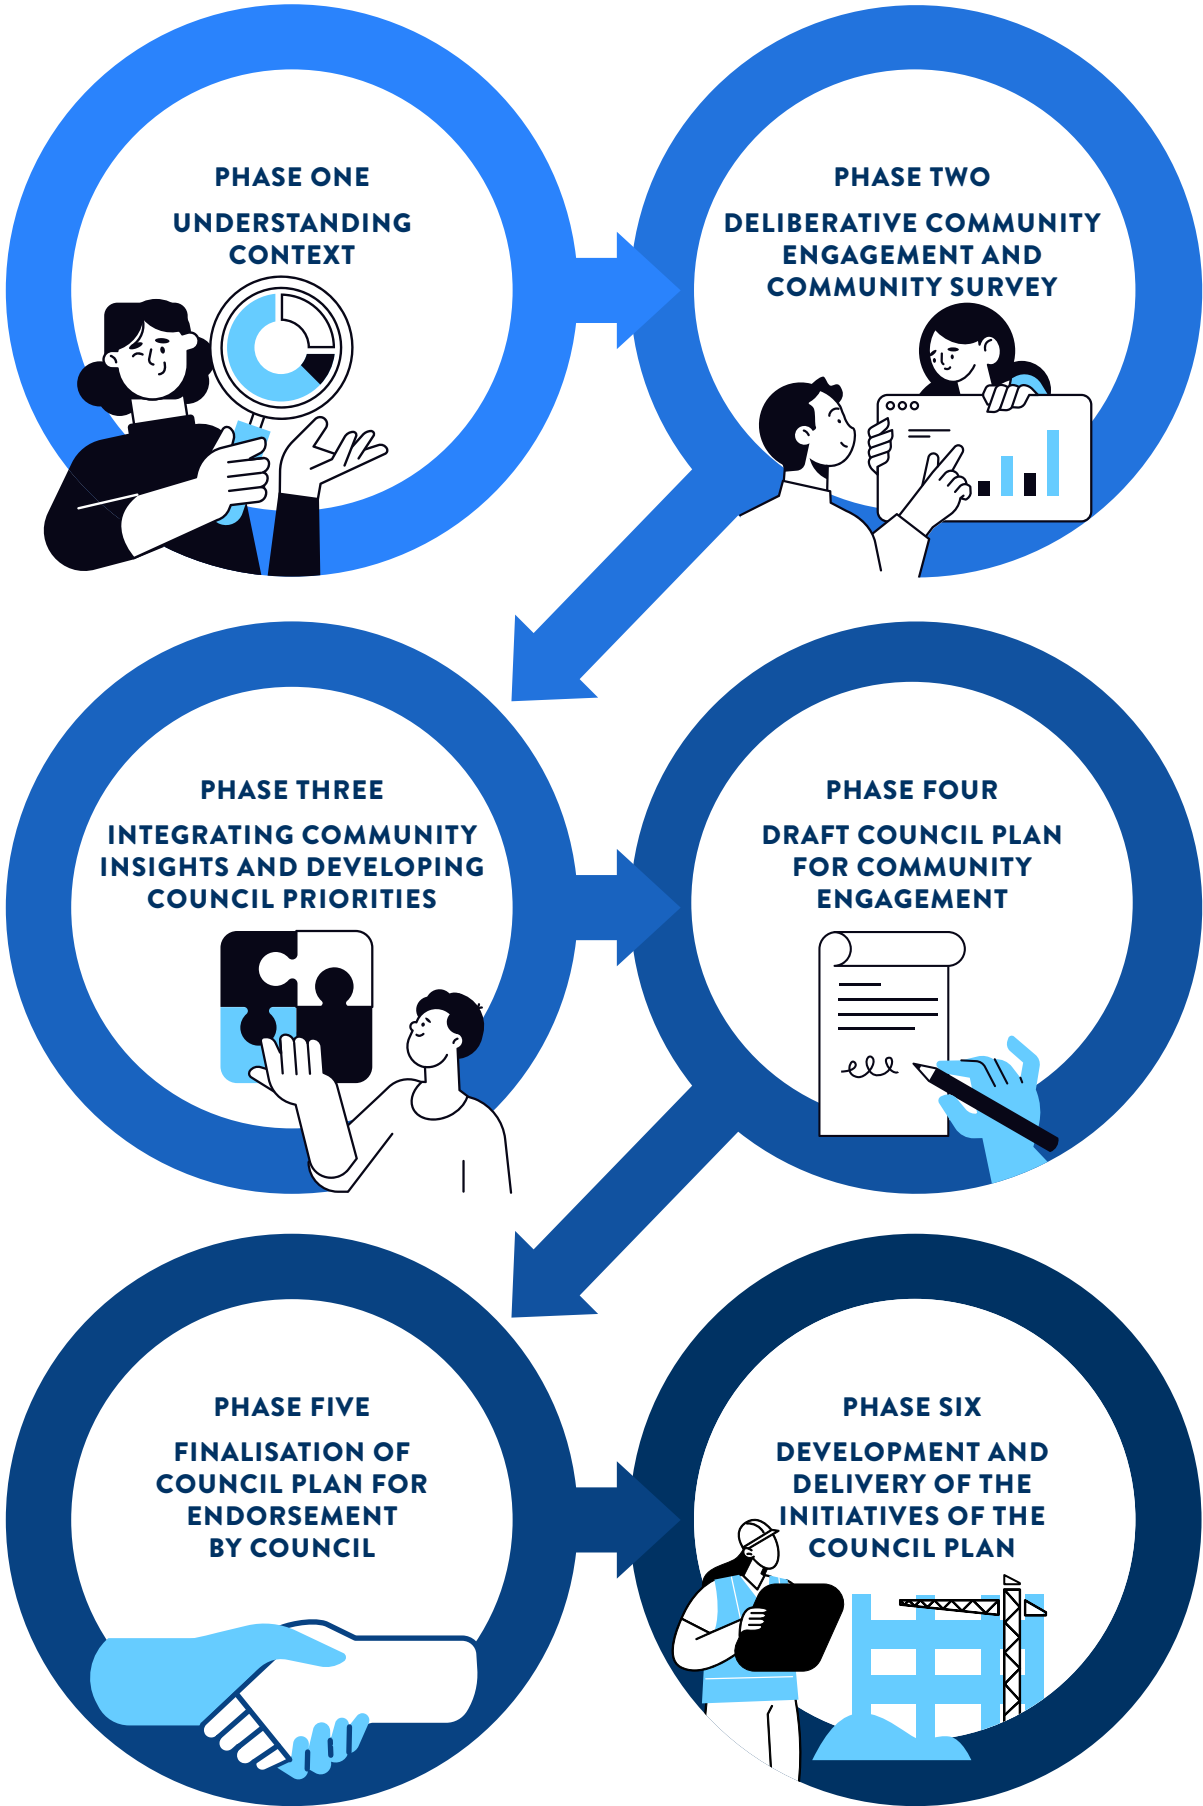 PHASE ONE
UNDERSTANDING
CONTEXT
PHASE TWO
DELIBERATIVE COMMUNITY
ENGAGEMENT AND
COMMUNITY SURVEY
PHASE THREE
INTEGRATING COMMUNITY
INSIGHTS AND DEVELOPING
COUNCIL PRIORITIES
PHASE FOUR
DRAFT COUNCIL PLAN
FOR COMMUNITY
ENGAGEMENT
PHASE FIVE
FINALISATION OF
COUNCIL PLAN FOR
ENDORSEMENT
BY COUNCIL
PHASE SIX
DEVELOPMENT AND
DELIVERY OF THE
INITIATIVES OF THE
COUNCIL PLAN